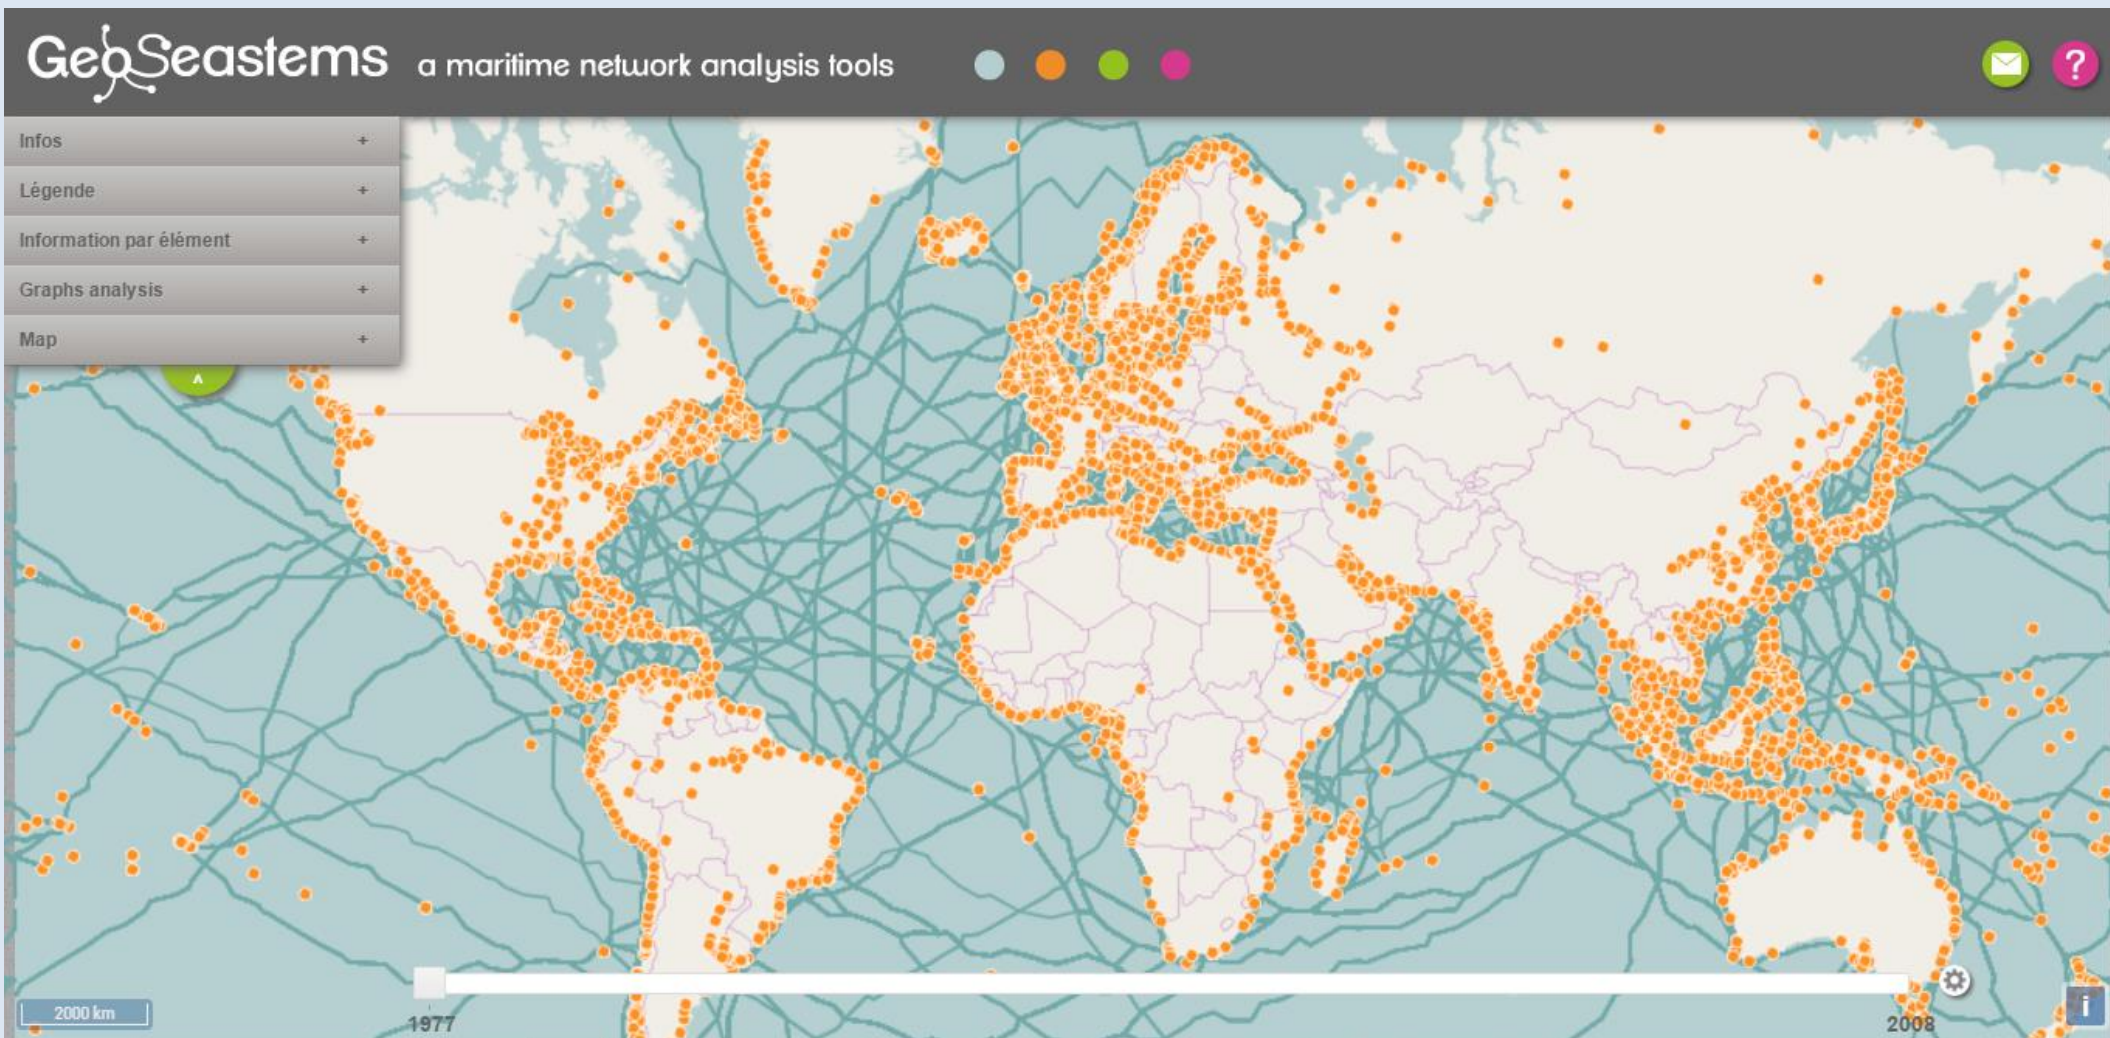 GeoSeastems a maritime network analysis tools
?
Infos +
Légende +
Information par élément +
Graphs analysis +
Map +
^
2000 km
1977
2008
i